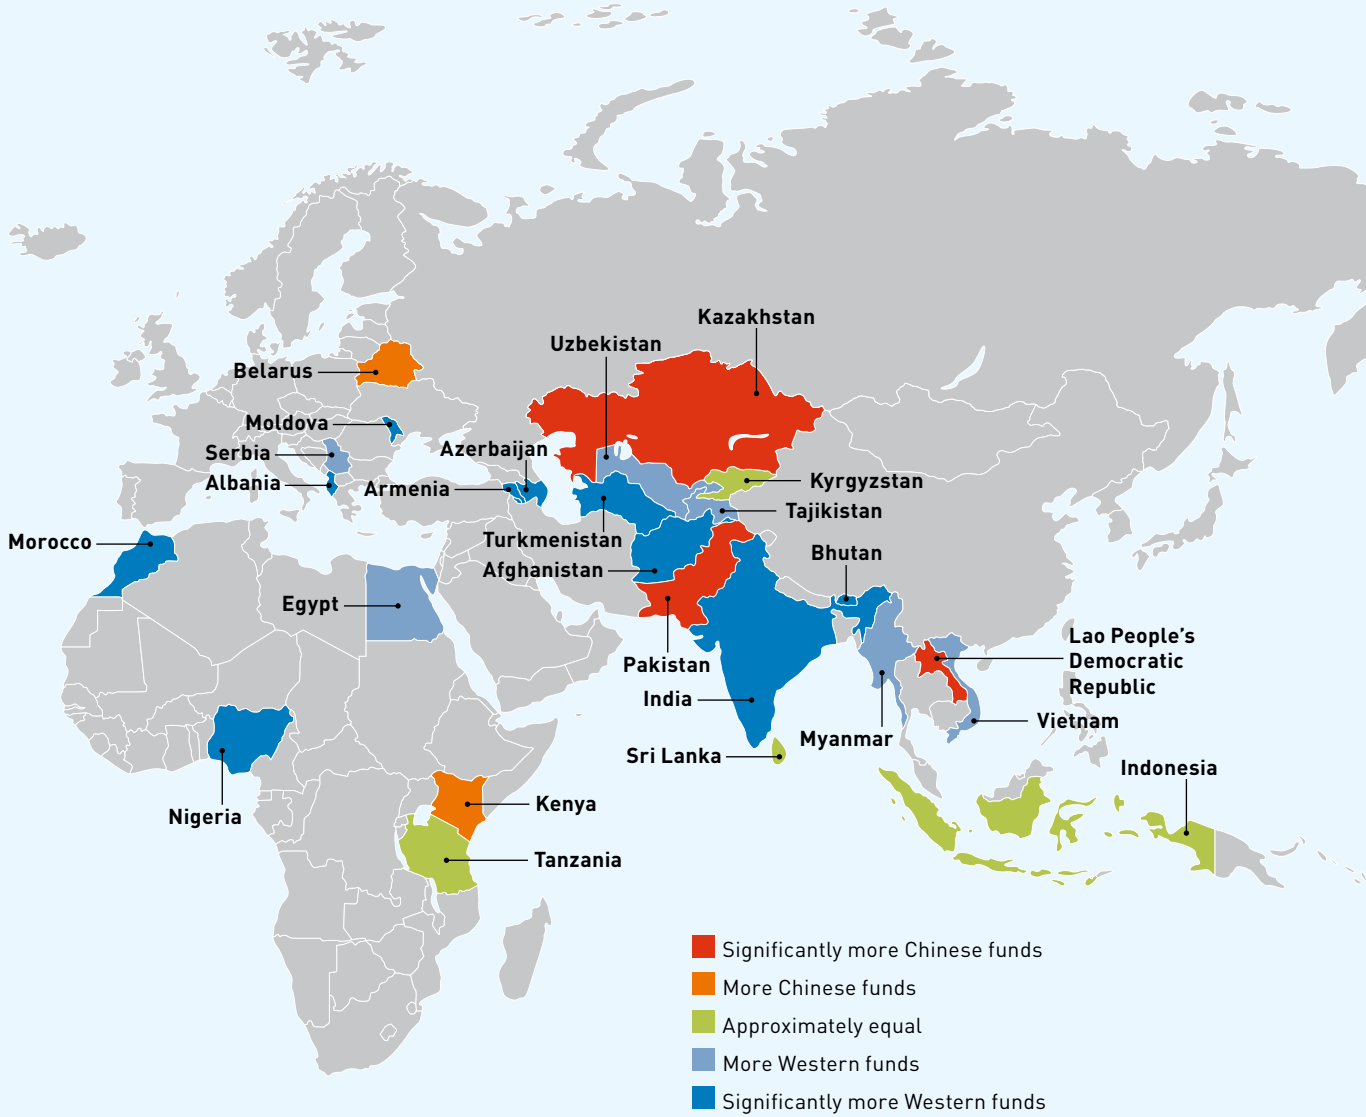 Kazakhstan
Uzbekistan
Belarus
Moldova
Azerbaijan
Serbia
Albania
Armenia
Kyrgyzstan
Tajikistan
Morocco
Turkmenistan
Bhutan
Afghanistan
Egypt
Lao People’s
Democratic
Republic
Pakistan
India
Vietnam
Myanmar
Sri Lanka
Indonesia
Nigeria
Kenya
Tanzania
Significantly more Chinese funds
More Chinese funds
Approximately equal
More Western funds
Significantly more Western funds